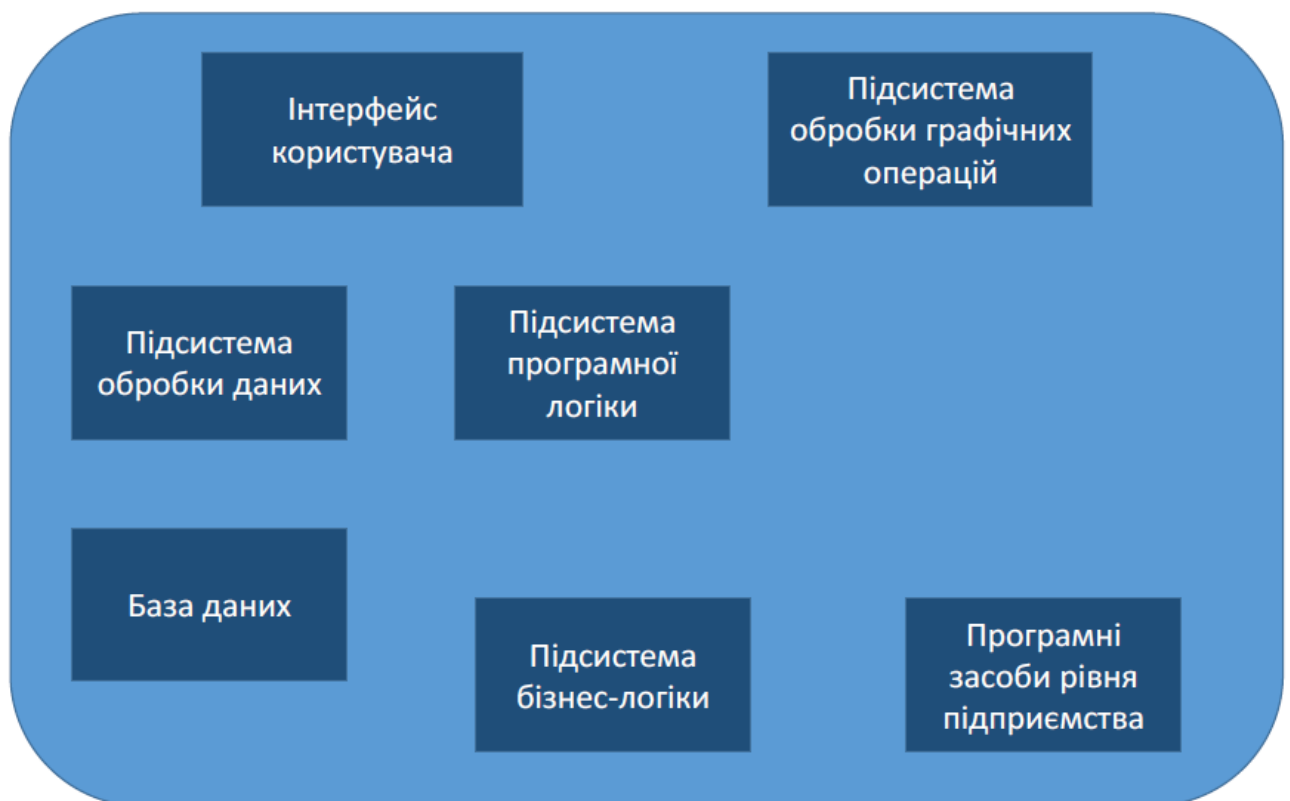 Інтерфейс
користувача
Підсистема
обробки графічних
операцій
Підсистема
обробки даних
Підсистема
програмної
логіки
База даних
Підсистема
бізнес-логіки
Програмні
засоби рівня
підприємства